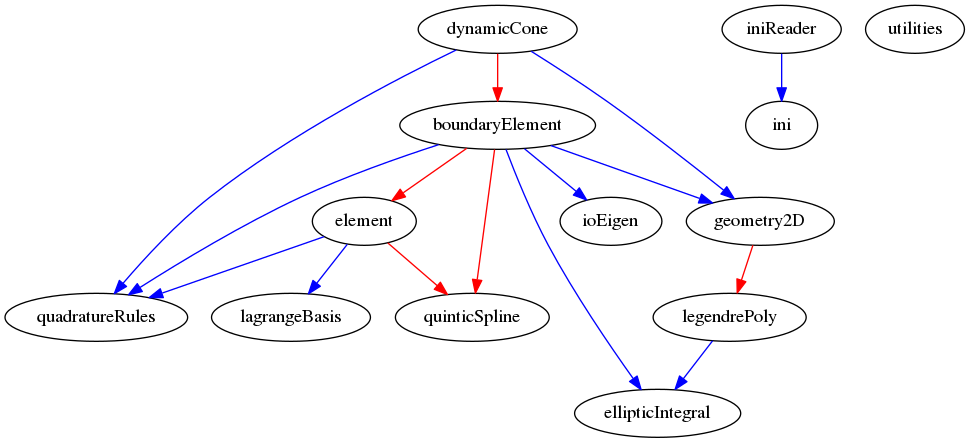 dynamicCone
iniReader
utilities
boundaryElement
ini
element
ioEigen
geometry2D
quadratureRules
lagrangeBasis
quinticSpline
legendrePoly
ellipticIntegral